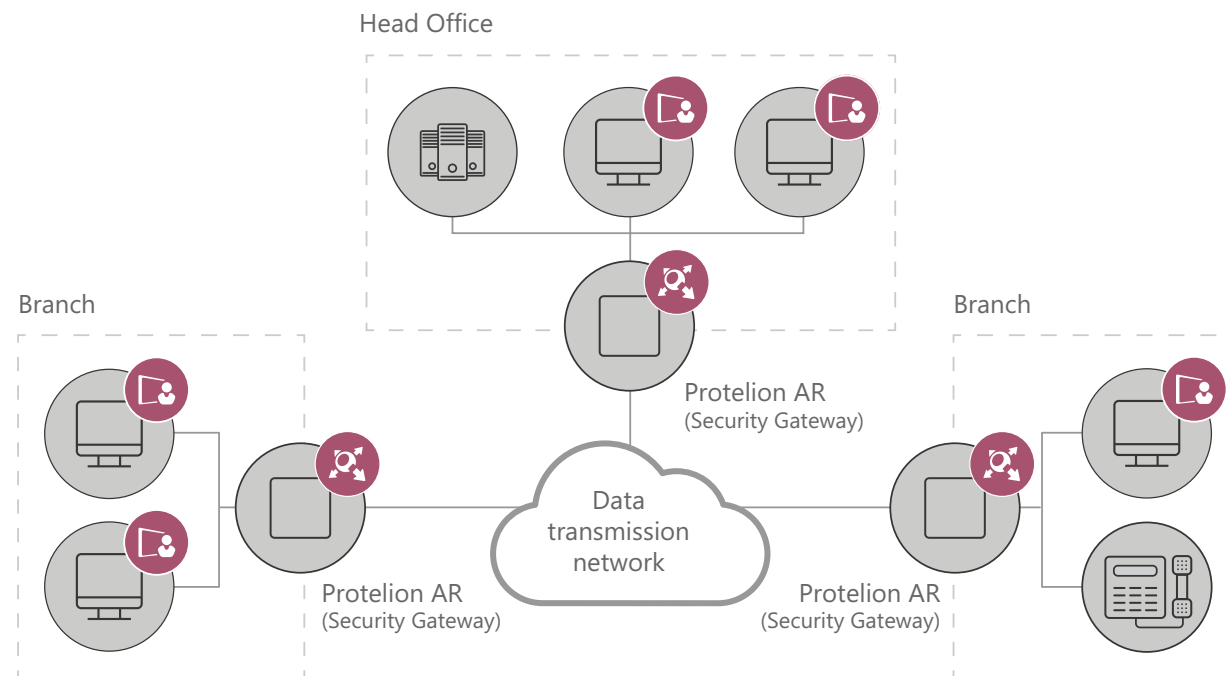 Head Office
Branch
Branch
Protelion AR
(Security Gateway)
Data
transmission
network
Protelion AR
(Security Gateway)
Protelion AR
(Security Gateway)